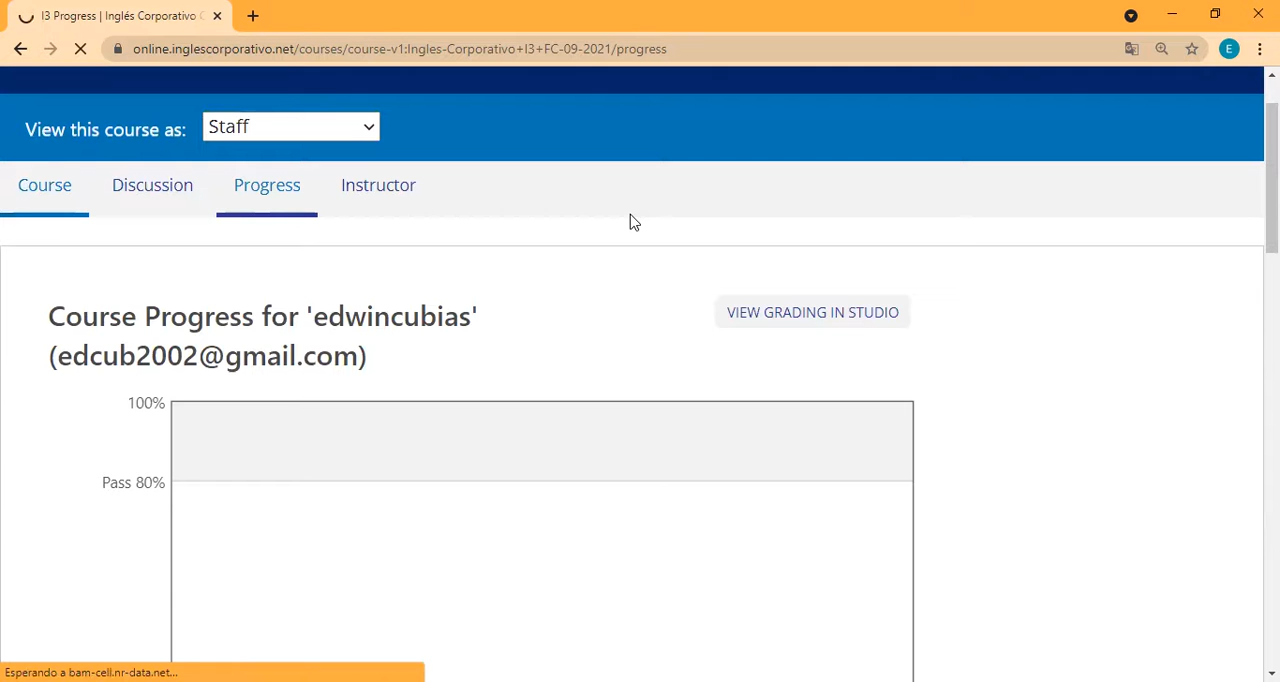 I3 Progress | Inglés Corporativo
online.inglescorporativo.net/courses/course-v1:Ingles-Corporativo+I3+FC-09-2021/progress
E
View this course as: Staff
Course Discussion Progress Instructor
Course Progress for 'edwincubias'
(edcub2002@gmail.com)
VIEW GRADING IN STUDIO
100%
Pass 80%
Esperando a bam-cell.nr-data.net...